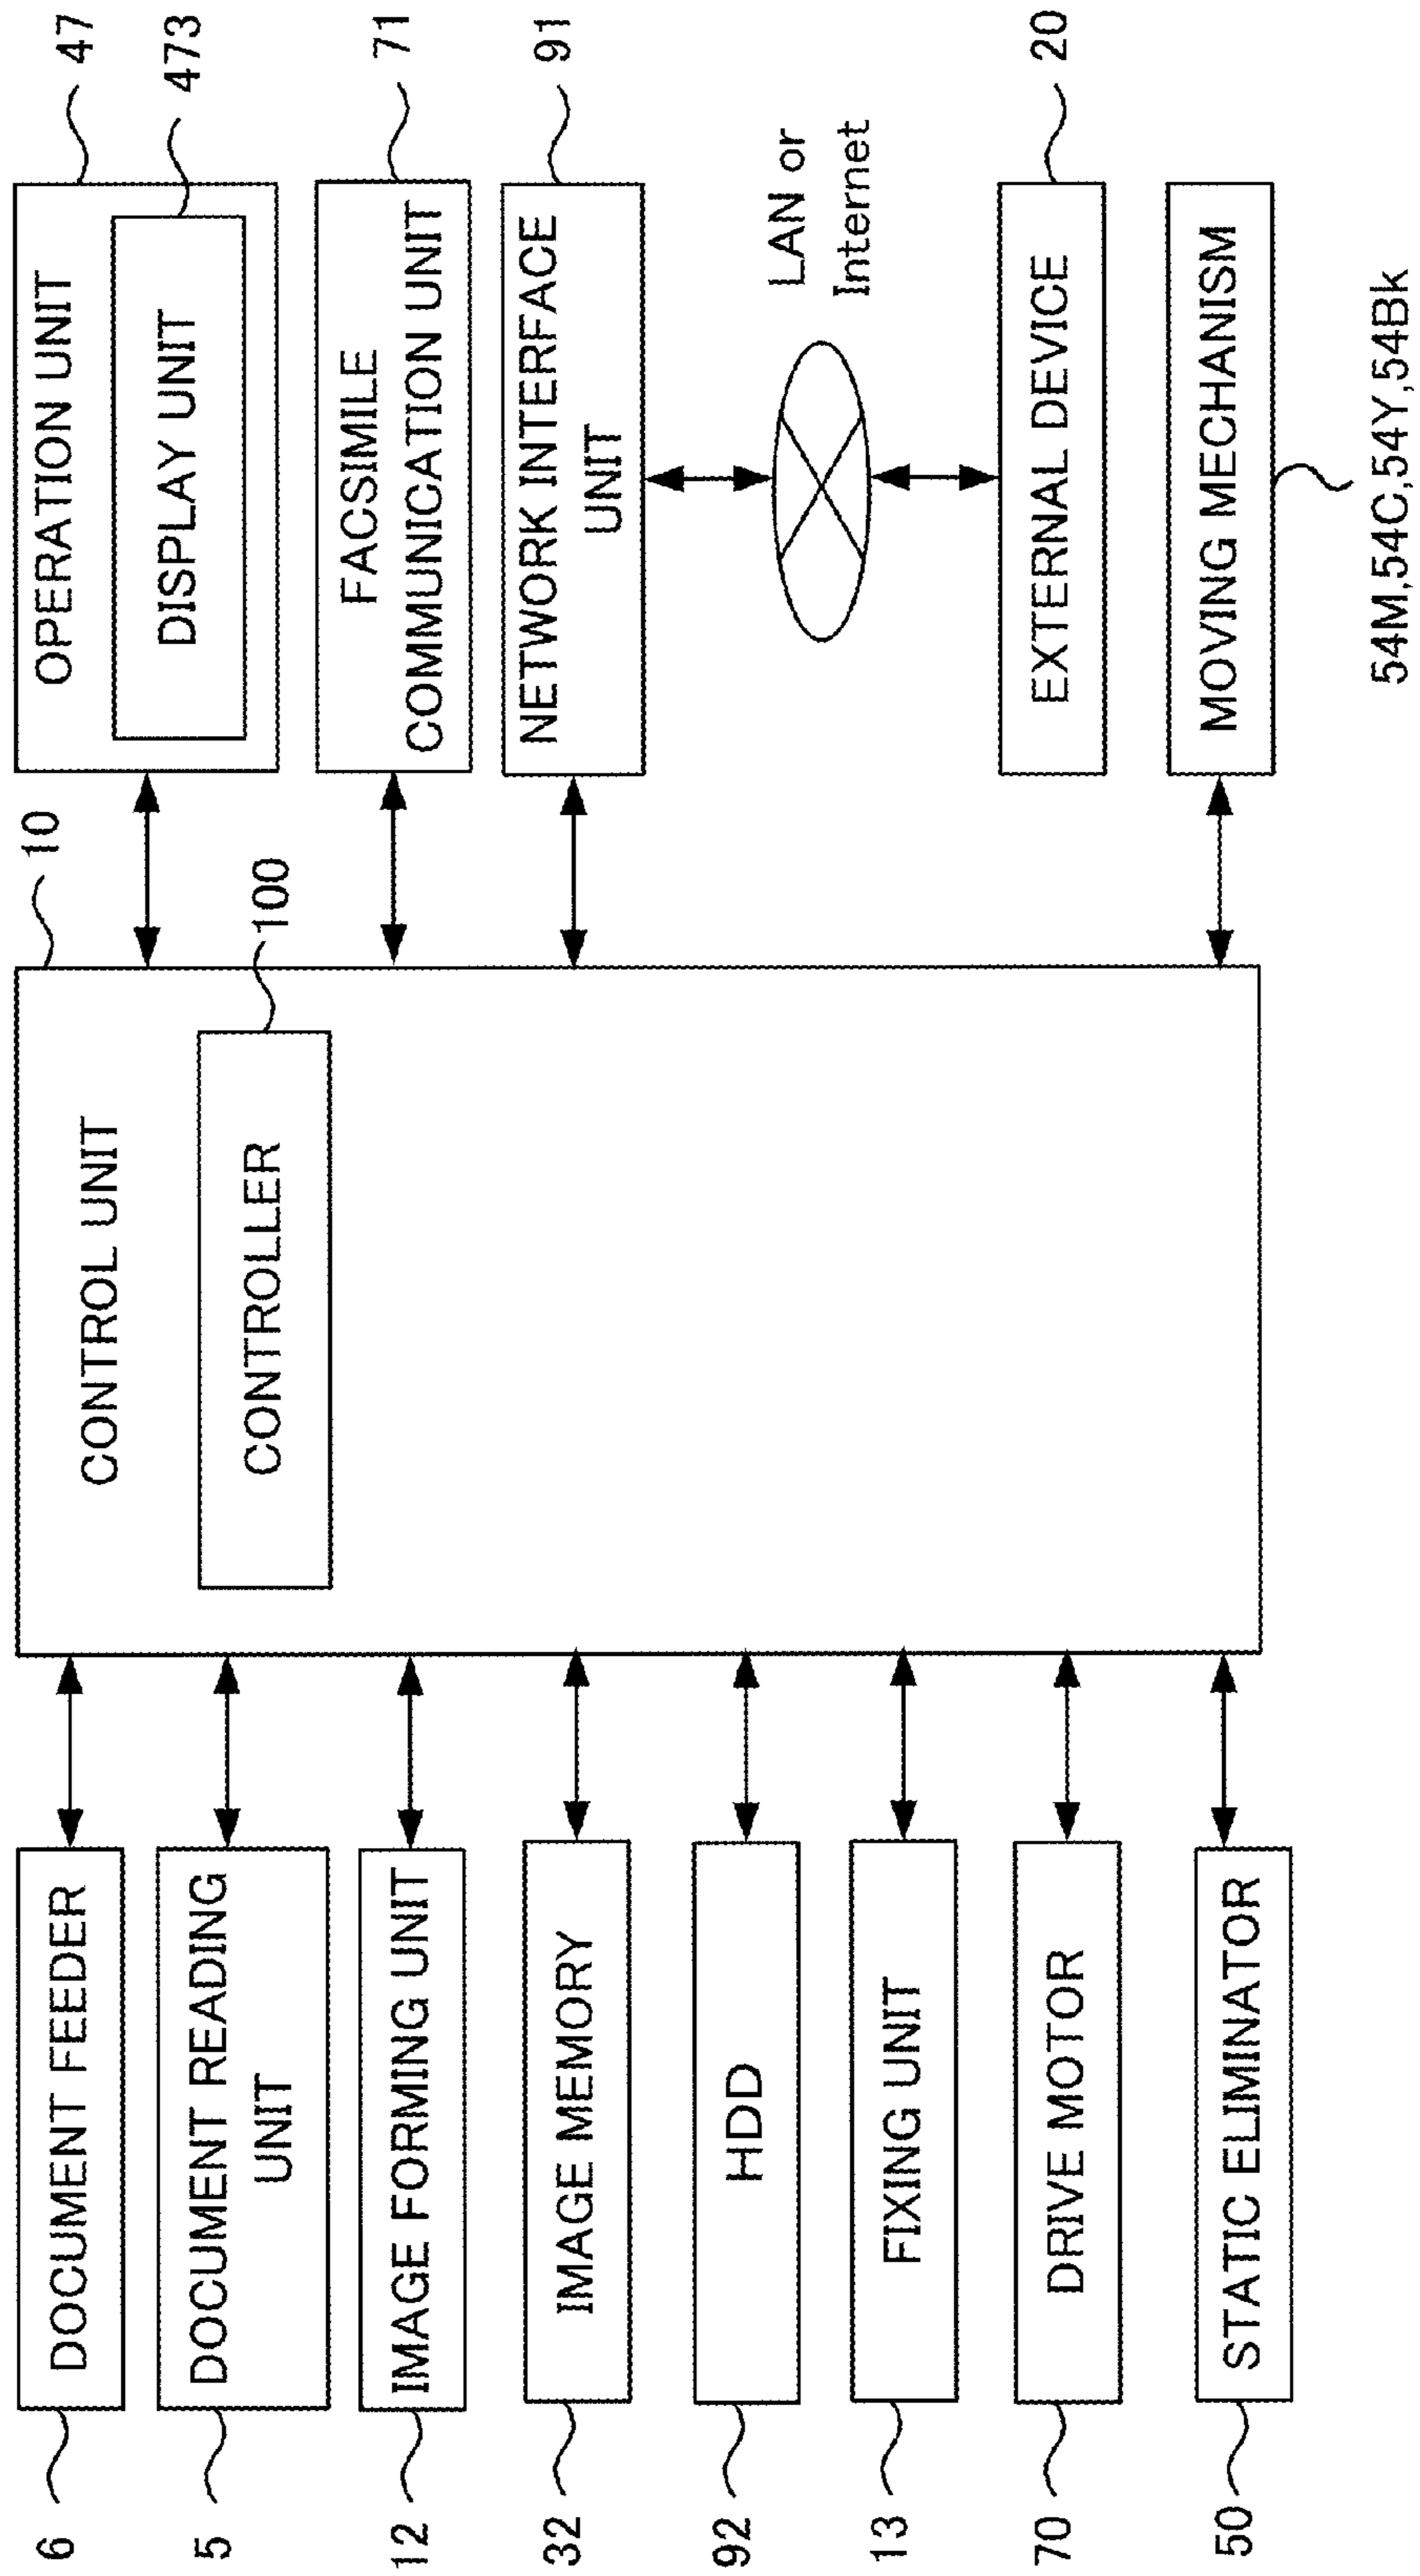 6
DOCUMENT FEEDER
5
DOCUMENT READING
UNIT
12
IMAGE FORMING UNIT
32
IMAGE MEMORY
92
HDD
13
FIXING UNIT
70
DRIVE MOTOR
50
STATIC ELIMINATOR
10
CONTROL UNIT
100
CONTROLLER
47
OPERATION UNIT
473
DISPLAY UNIT
71
FACSIMILE
COMMUNICATION UNIT
91
NETWORK INTERFACE
UNIT
LAN or
Internet
20
EXTERNAL DEVICE
MOVING MECHANISM
54M,54C,54Y,54Bk